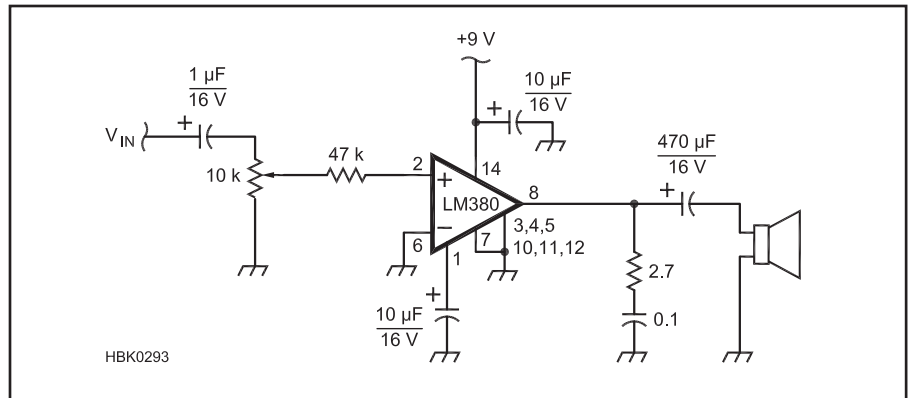 +9 V
1 µF
16 V
+
10 µF
16 V
+
V IN
470 µF
16 V
+
10 k
47 k
2
14
+
LM380
8
–
6
1
7
3,4,5
10,11,12
2.7
+
10 µF
16 V
0.1
HBK0293